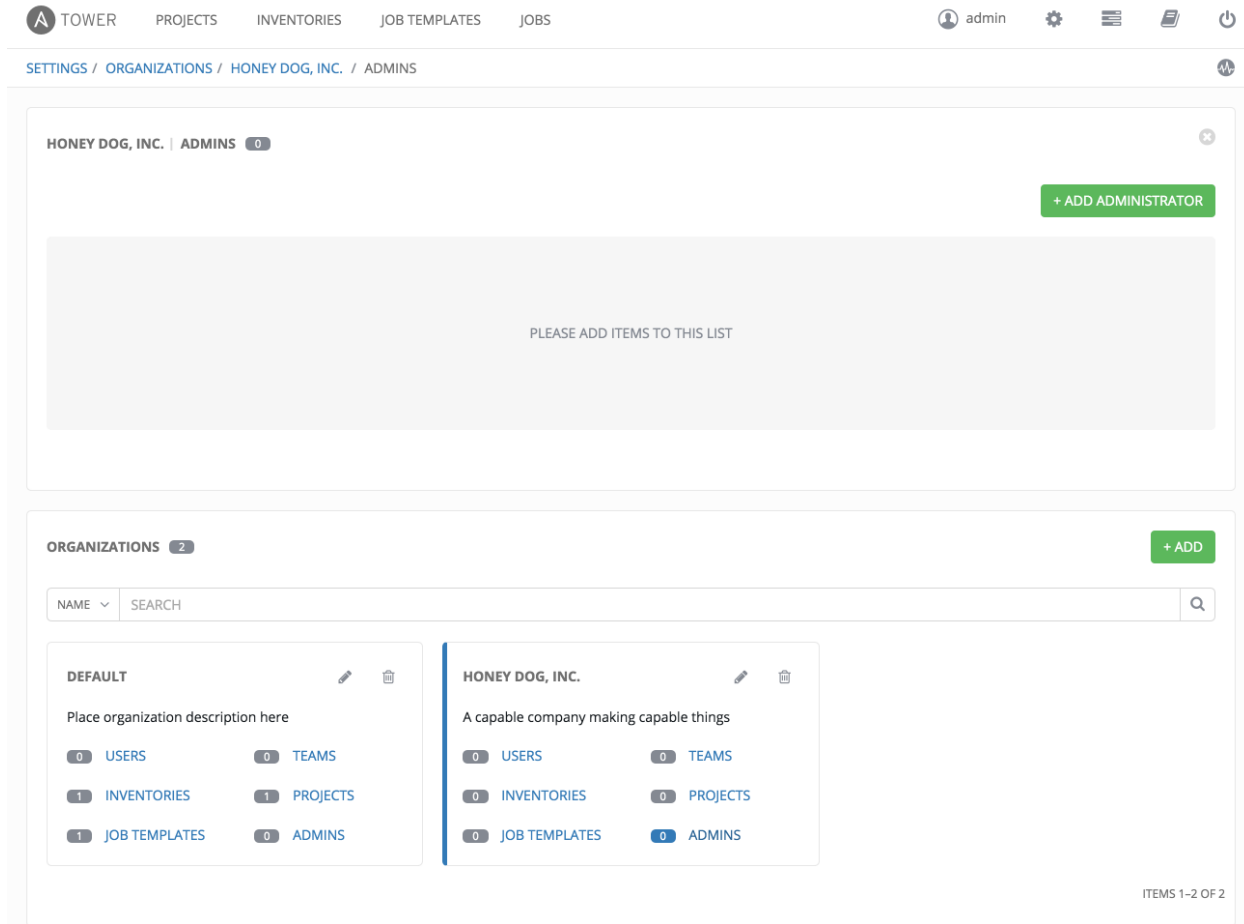 A TOWER PROJECTS INVENTORIES JOB TEMPLATES JOBS admin
SETTINGS / ORGANIZATIONS / HONEY DOG, INC. / ADMINS
HONEY DOG, INC. | ADMINS 0
+ ADD ADMINISTRATOR
PLEASE ADD ITEMS TO THIS LIST
ORGANIZATIONS 2
+ ADD
NAME SEARCH
DEFAULT
Place organization description here
0 USERS 0 TEAMS
1 INVENTORIES 1 PROJECTS
1 JOB TEMPLATES 0 ADMINS
HONEY DOG, INC.
A capable company making capable things
0 USERS 0 TEAMS
0 INVENTORIES 0 PROJECTS
0 JOB TEMPLATES 0 ADMINS
ITEMS 1–2 OF 2